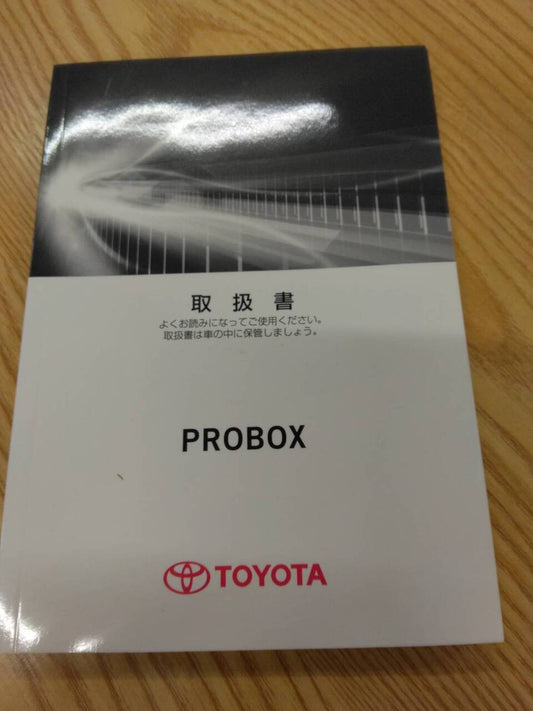 取扱書
よくお読みになってご使用ください。
取扱書は車の中に保管しましょう。
PROBOX
TOYOTA